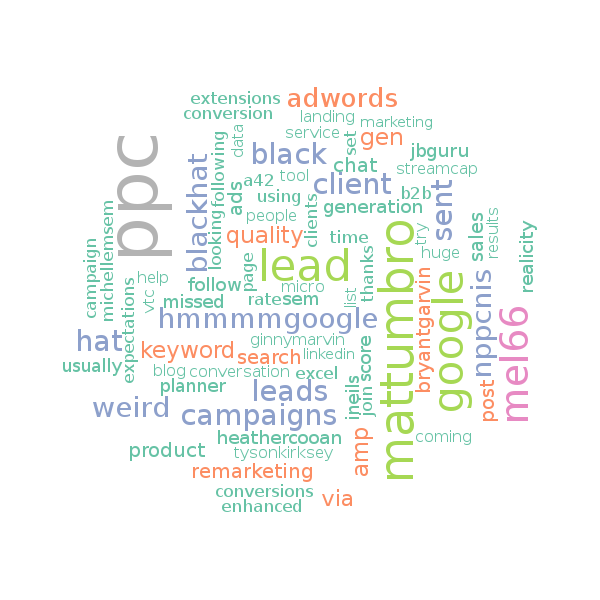 extensions
adwords
conversion
landing
marketing
service
set
gen
data
following
black
chat
jbguru
ppc
blackhat
tool
streamcap
a42
client
b2b
sent
ads
using
generation
people
clients
looking
quality
time
try
sales
results
realicity
michellemsem
campaign
lead
mattumbro
huge
page
thanks
help
follow
micro
list
bryantgarvin
google
nppcnis
mel66
vtc
missed
rate
sem
expectations
hmmmmgoogle
hat
keyword
ginnymarvin
search
linkedin
score
usually
blog
conversation
excel
planner
leads
ineils
join
post
weird
campaigns
heathercooan
amp
coming
product
tysonkirksey
remarketing
conversions
via
enhanced